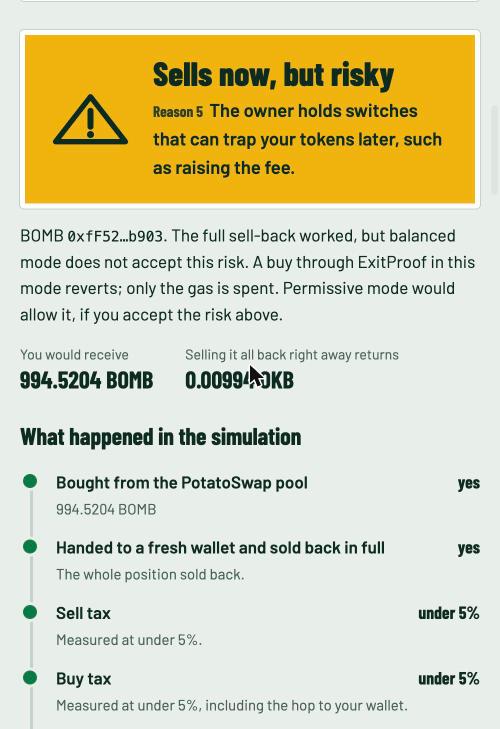 Sells now, but risky
Reason 5 The owner holds switches
that can trap your tokens later, such
as raising the fee.
BOMB 0xfF52…b903. The full sell-back worked, but balanced
mode does not accept this risk. A buy through ExitProof in this
mode reverts; only the gas is spent. Permissive mode would
allow it, if you accept the risk above.
You would receive
Selling it all back right away returns
994.5204 BOMB
What happened in the simulation
Bought from the PotatoSwap pool
yes
994.5204 BOMB
Handed to a fresh wallet and sold back in full
yes
The whole position sold back.
Sell tax
under 5%
Measured at under 5%.
Buy tax
under 5%
Measured at under 5%, including the hop to your wallet.